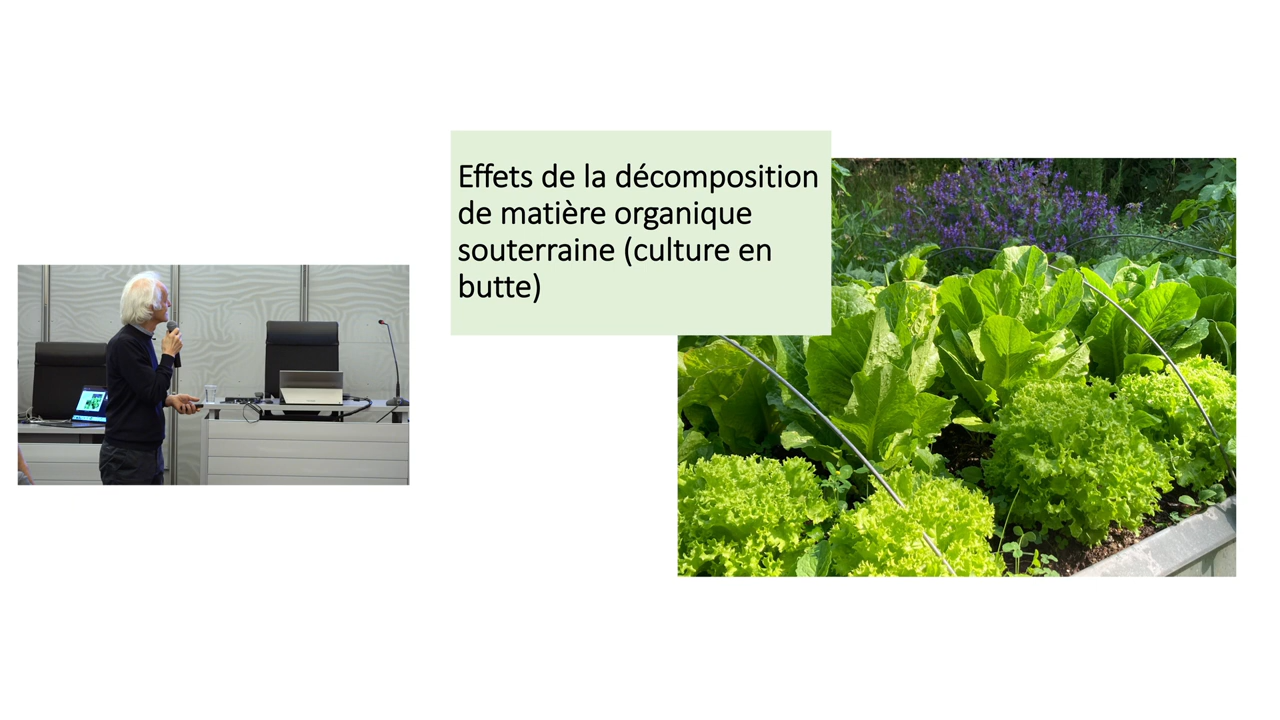 Effets de la décomposition
de matière organique
souterraine (culture en
butte)